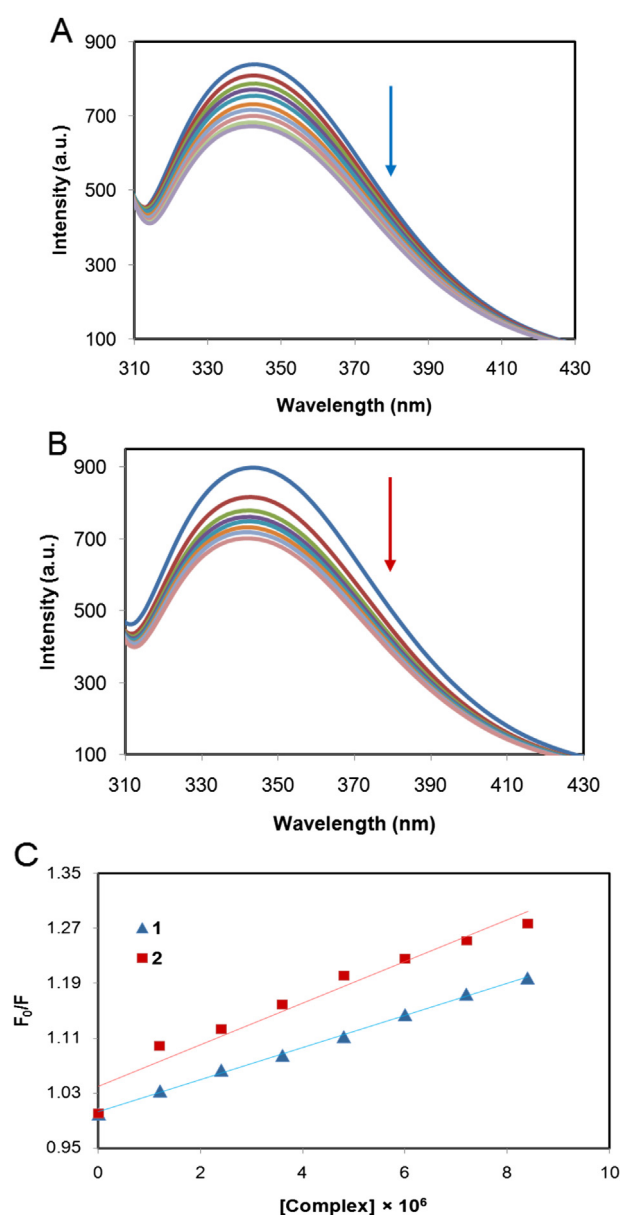 A
900
700
500
300
100
Intensity (a.u.)
310 330 350 370 390 410 430
Wavelength (nm)
B
900
700
500
300
100
Intensity (a.u.)
310 330 350 370 390 410 430
Wavelength (nm)
C
1.35
1.27
1.19
1.11
1.03
0.95
F₀/F
1
2
0 2 4 6 8 10
[Complex] × 10⁶